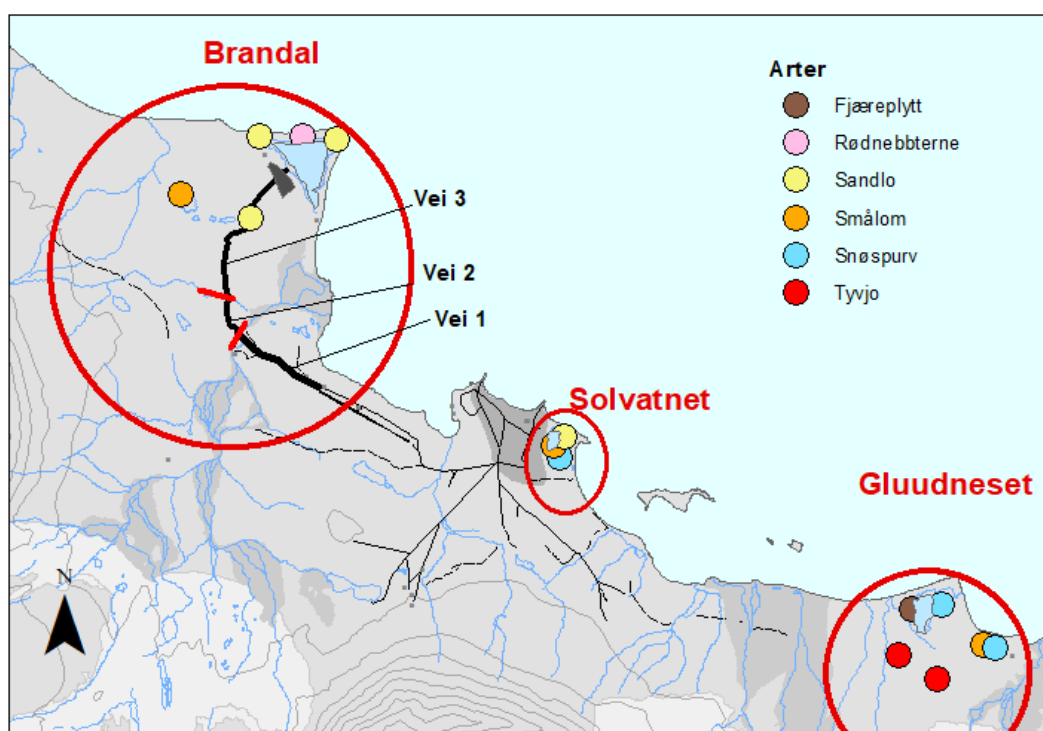 Brandal
Arter
Fjæreplytt
Rødnebbterne
Sandlo
Smålom
Snøspurv
Tyvjo
Vei 3
Vei 2
Vei 1
Solvatnet
Gluudneset
N